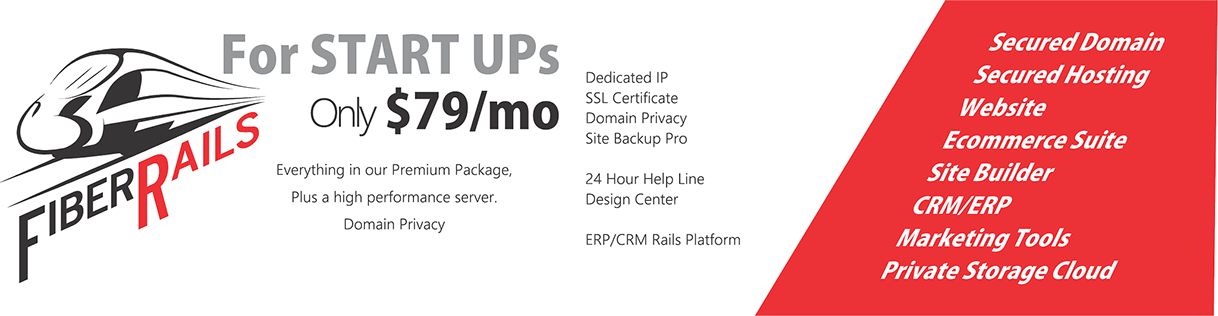 FIBERRAILS
For START UPs
Only $79/mo
Everything in our Premium Package,
Plus a high performance server.
Domain Privacy
Dedicated IP
SSL Certificate
Domain Privacy
Site Backup Pro
24 Hour Help Line
Design Center
ERP/CRM Rails Platform
Secured Domain
Secured Hosting
Website
Ecommerce Suite
Site Builder
CRM/ERP
Marketing Tools
Private Storage Cloud